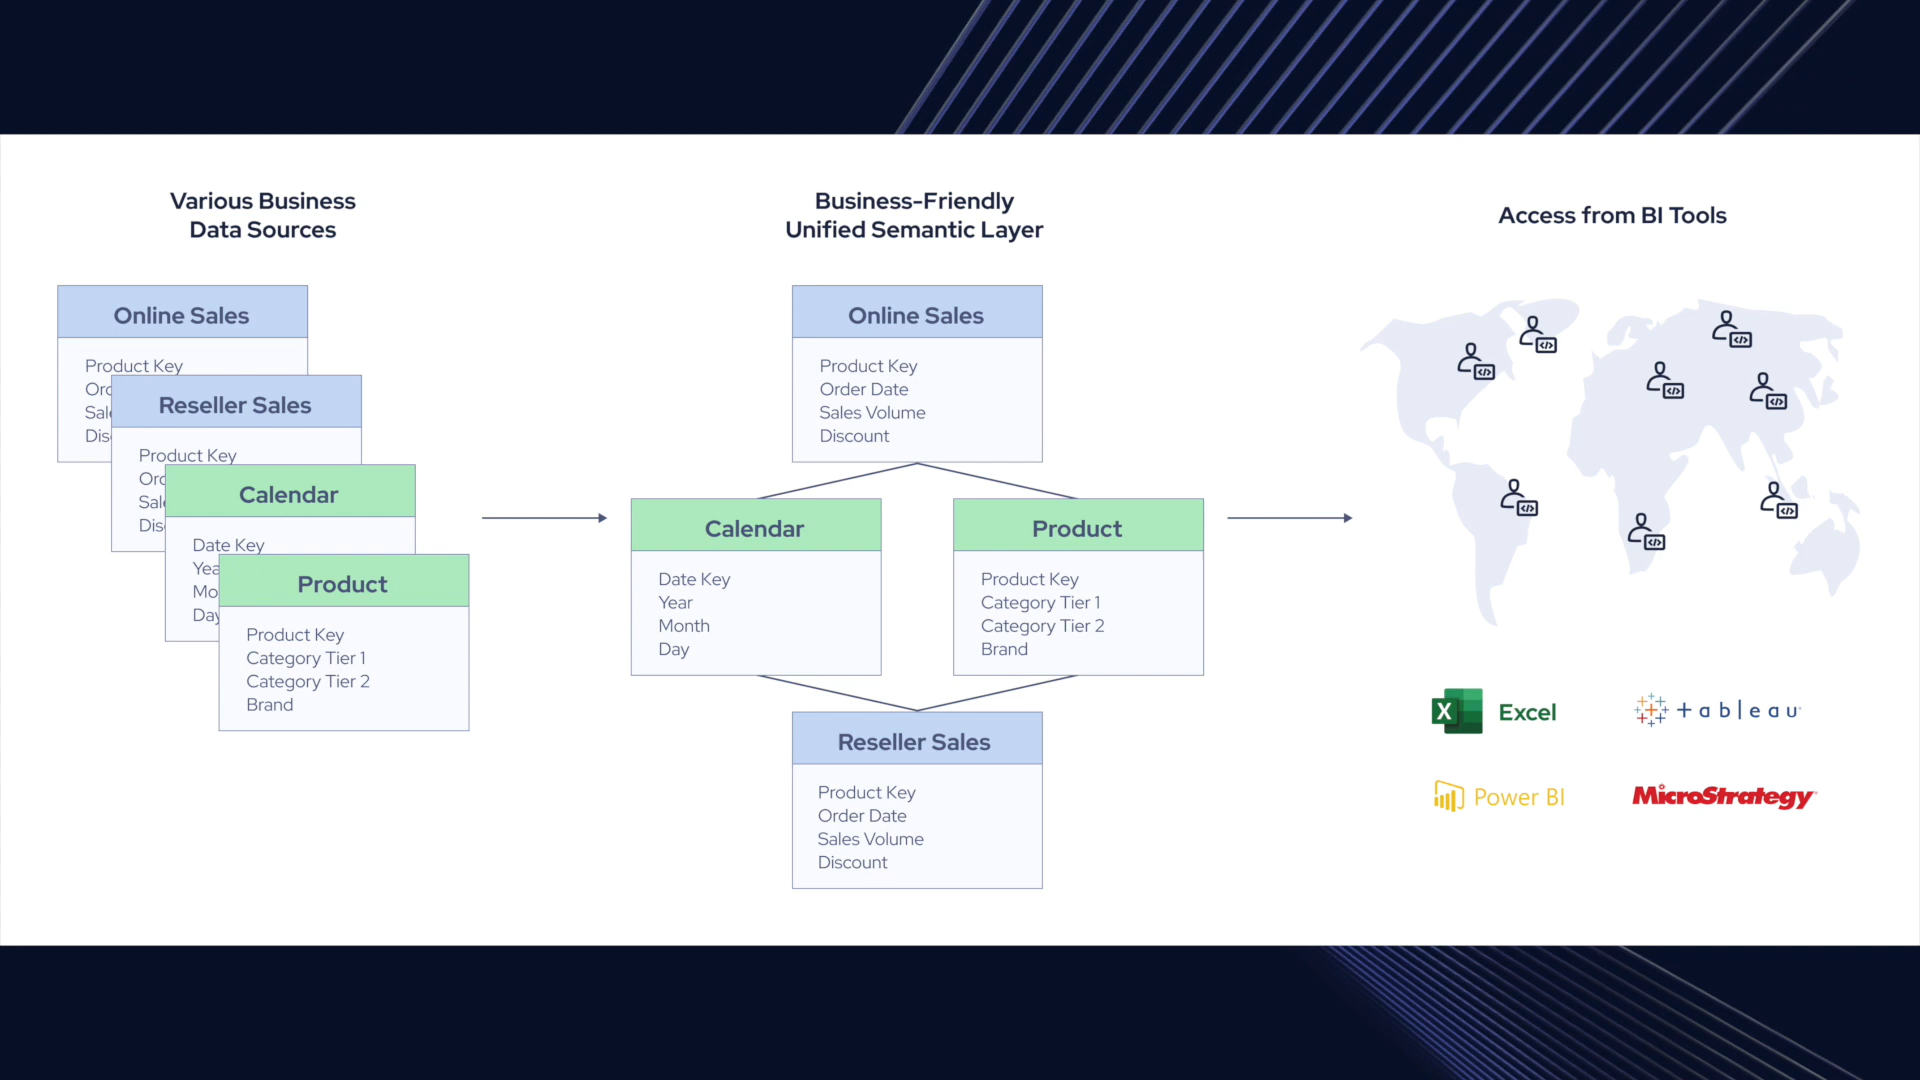 Various Business
Data Sources
Online Sales
Product Key
Reseller Sales
Product Key
Calendar
Date Key
Product
Product Key
Category Tier 1
Category Tier 2
Brand
Business-Friendly
Unified Semantic Layer
Online Sales
Product Key
Order Date
Sales Volume
Discount
Calendar
Date Key
Year
Month
Day
Product
Product Key
Category Tier 1
Category Tier 2
Brand
Reseller Sales
Product Key
Order Date
Sales Volume
Discount
Access from BI Tools
X Excel
+ableau
Power BI
MicroStrategy